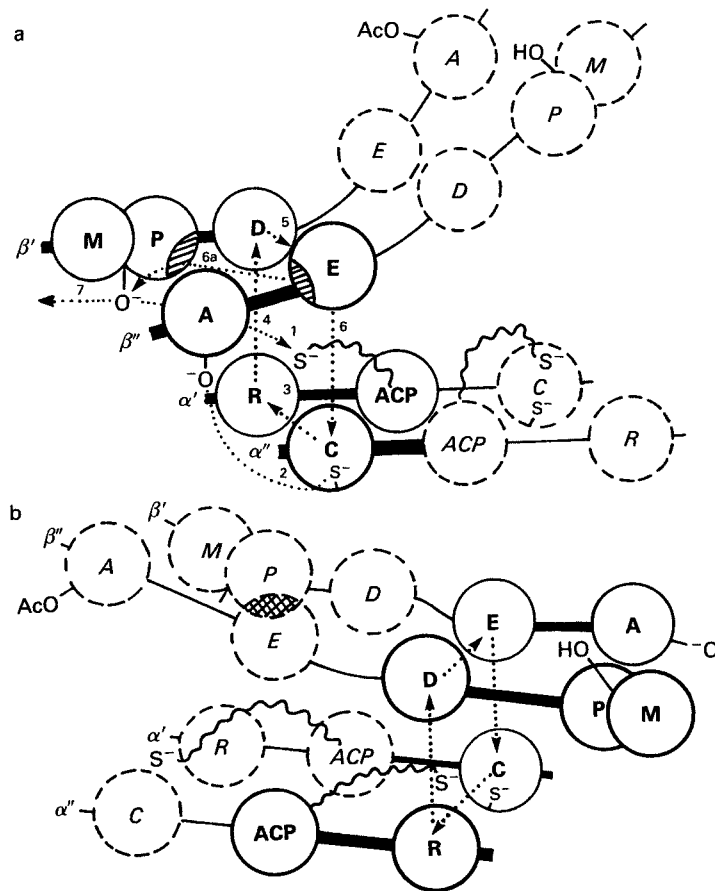 a
AcO A
HO M
P
E
D
M P D 5 E
β′
6a
7 O⁻ A
β″ 1 4 6
S⁻ S⁻
⁻O
α′ R 3 ACP C
S⁻
α″ C ACP R
2 S⁻
b
β′
β″ A M P D
AcO E E A
⁻O
HO
D P M
α′ R ACP C
S⁻ S⁻ S⁻
α″ C ACP R